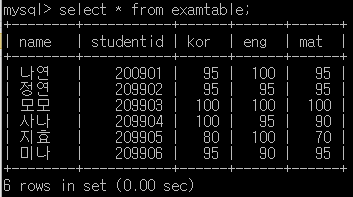 mysql> select * from examtable;
+------+-----------+------+------+------+
| name | studentid | kor | eng | mat |
+------+-----------+------+------+------+
| 나연 | 200901 | 95 | 100 | 95 |
| 정연 | 209902 | 95 | 95 | 95 |
| 모모 | 209903 | 100 | 100 | 100 |
| 사나 | 209904 | 100 | 95 | 90 |
| 지효 | 209905 | 80 | 100 | 70 |
| 미나 | 209906 | 95 | 90 | 95 |
+------+-----------+------+------+------+
6 rows in set (0.00 sec)